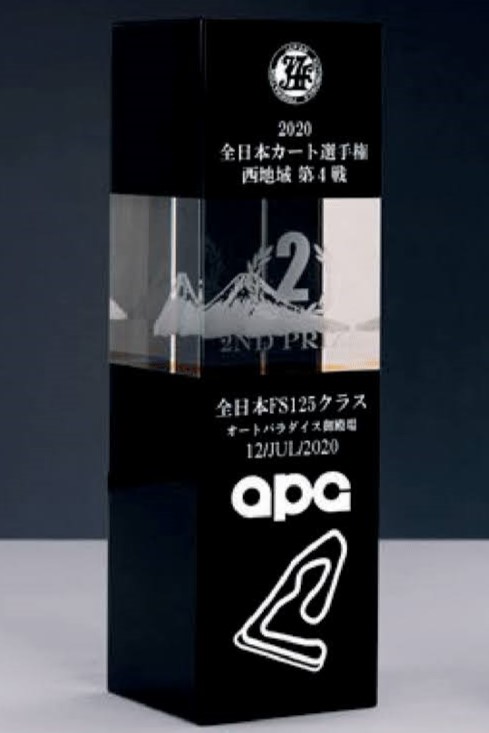 2020
全日本カート選手権
西地域 第4戦
2
2ND PRIZ
全日本FS125クラス
オートパラダイス御殿場
12/JUL/2020
apg